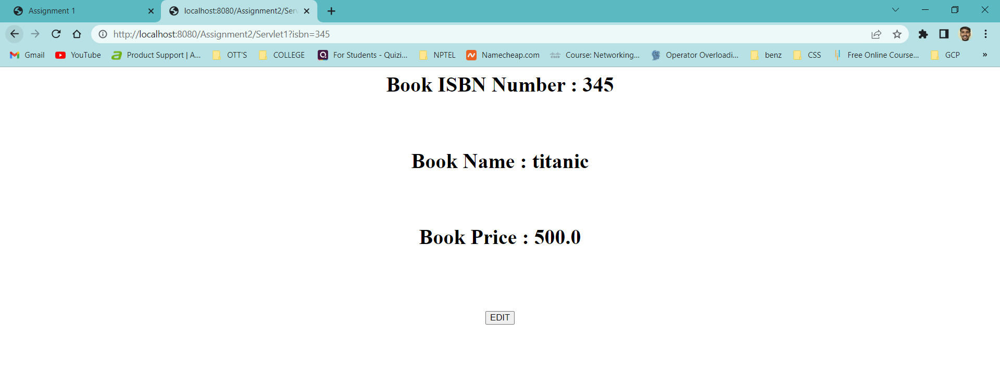 Assignment 1
localhost:8080/Assignment2/Serv
http://localhost:8080/Assignment2/Servlet1?isbn=345
Gmail YouTube Product Support | A... OTT'S COLLEGE For Students - Quizi... NPTEL Namecheap.com Course: Networking... Operator Overloadi... benz CSS Free Online Course... GCP »
Book ISBN Number : 345
Book Name : titanic
Book Price : 500.0
EDIT